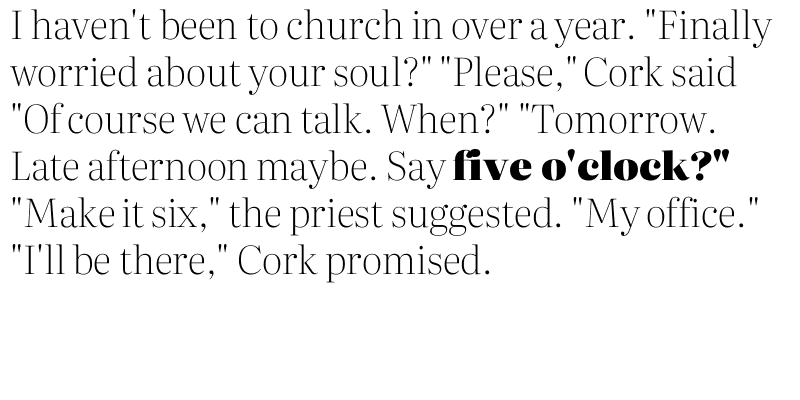 I haven't been to church in over a year. "Finally
worried about your soul?" "Please," Cork said
"Of course we can talk. When?" "Tomorrow.
Late afternoon maybe. Say five o'clock?"
"Make it six," the priest suggested. "My office."
"I'll be there," Cork promised.